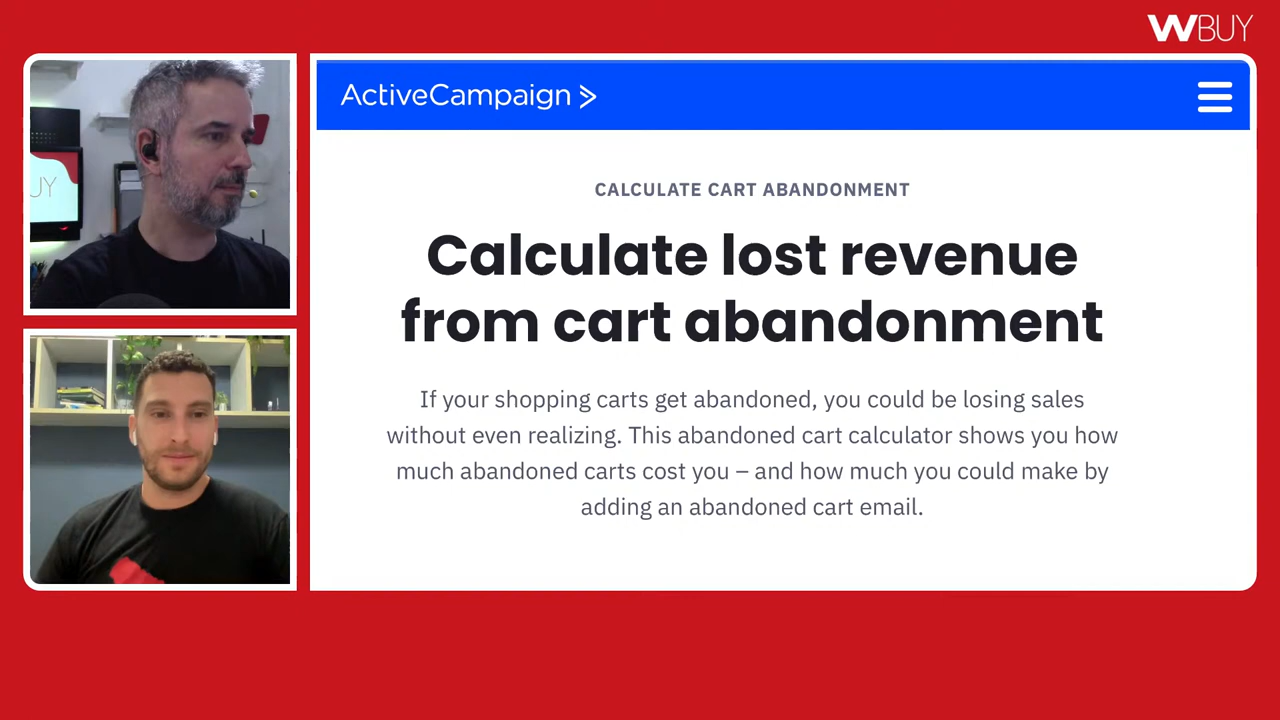 WBUY
UY
ActiveCampaign >
CALCULATE CART ABANDONMENT
Calculate lost revenue
from cart abandonment
If your shopping carts get abandoned, you could be losing sales
without even realizing. This abandoned cart calculator shows you how
much abandoned carts cost you – and how much you could make by
adding an abandoned cart email.